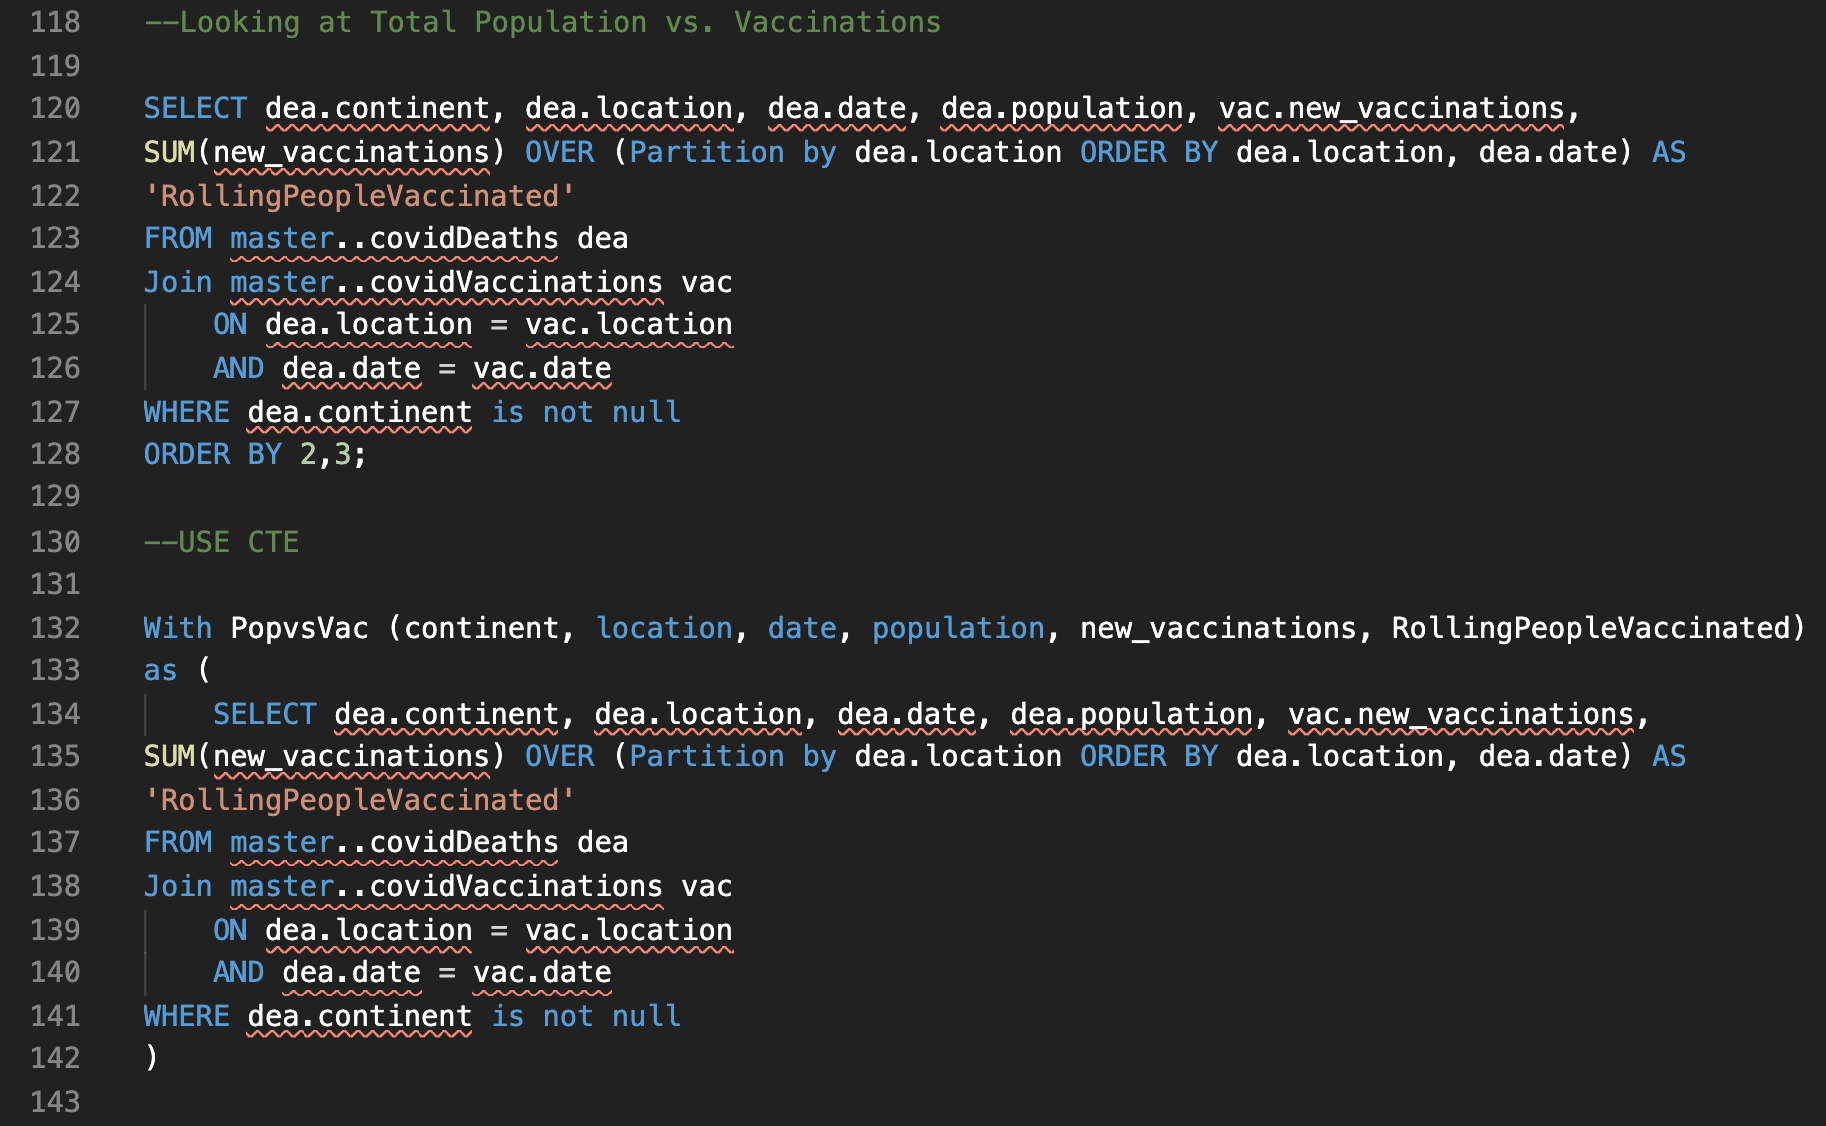 118 --Looking at Total Population vs. Vaccinations
119
120 SELECT dea.continent, dea.location, dea.date, dea.population, vac.new_vaccinations,
121 SUM(new_vaccinations) OVER (Partition by dea.location ORDER BY dea.location, dea.date) AS
122 'RollingPeopleVaccinated'
123 FROM master..covidDeaths dea
124 Join master..covidVaccinations vac
125     ON dea.location = vac.location
126     AND dea.date = vac.date
127 WHERE dea.continent is not null
128 ORDER BY 2,3;
129
130 --USE CTE
131
132 With PopvsVac (continent, location, date, population, new_vaccinations, RollingPeopleVaccinated)
133 as (
134     SELECT dea.continent, dea.location, dea.date, dea.population, vac.new_vaccinations,
135 SUM(new_vaccinations) OVER (Partition by dea.location ORDER BY dea.location, dea.date) AS
136 'RollingPeopleVaccinated'
137 FROM master..covidDeaths dea
138 Join master..covidVaccinations vac
139     ON dea.location = vac.location
140     AND dea.date = vac.date
141 WHERE dea.continent is not null
142 )
143